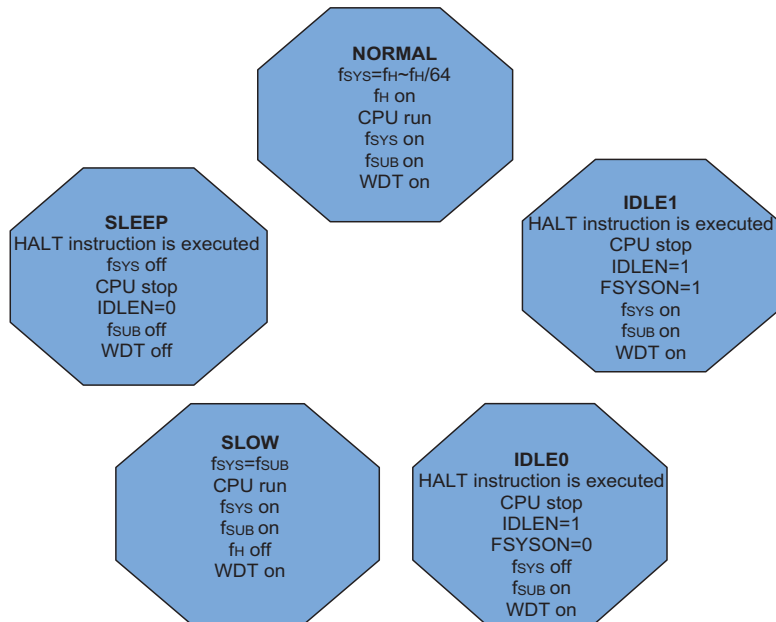 NORMAL
fSYS=fH~fH/64
fH on
CPU run
fSYS on
fSUB on
WDT on
SLEEP
HALT instruction is executed
fSYS off
CPU stop
IDLEN=0
fSUB off
WDT off
IDLE1
HALT instruction is executed
CPU stop
IDLEN=1
FSYSON=1
fSYS on
fSUB on
WDT on
SLOW
fSYS=fSUB
CPU run
fSYS on
fSUB on
fH off
WDT on
IDLE0
HALT instruction is executed
CPU stop
IDLEN=1
FSYSON=0
fSYS off
fSUB on
WDT on